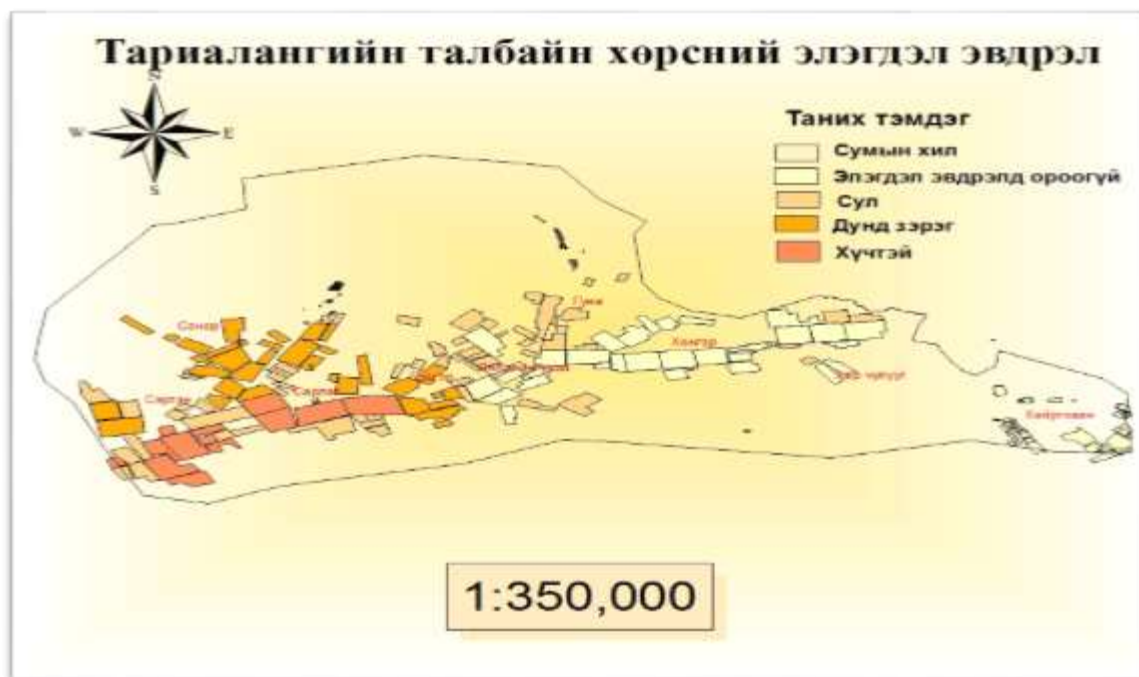 Тариалангийн талбайн хөрсний элэгдэл эвдрэл
N
W E
S
Таних тэмдэг
Сумын хил
Элэгдэл эвдрэлд ороогүй
Сул
Дунд зэрэг
Хүчтэй
Хонгор
1:350,000